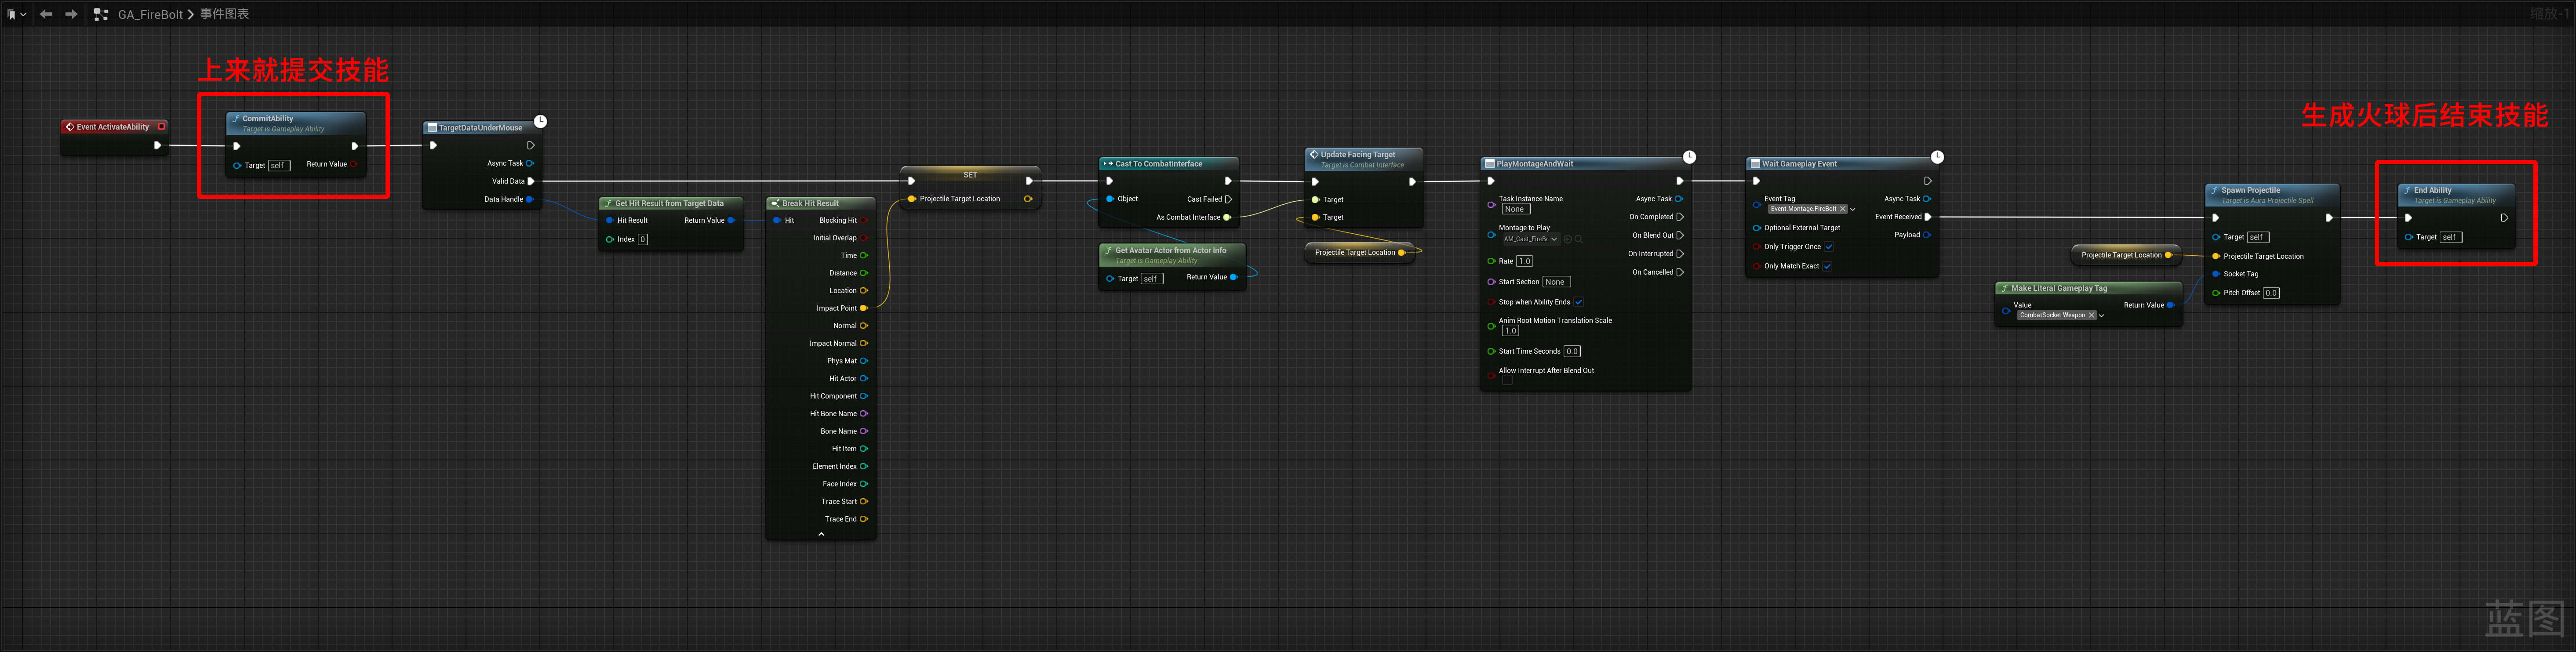 GA_FireBolt > 事件图表
缩放-1
上来就提交技能
生成火球后结束技能
Event ActivateAbility
CommitAbility
Target is Gameplay Ability
Target self
Return Value
TargetDataUnderMouse
Async Task
Valid Data
Data Handle
Get Hit Result from Target Data
Hit Result
Return Value
Index 0
Break Hit Result
Hit
Blocking Hit
Initial Overlap
Time
Distance
Location
Impact Point
Normal
Impact Normal
Phys Mat
Hit Actor
Hit Component
Hit Bone Name
Bone Name
Hit Item
Element Index
Face Index
Trace Start
Trace End
SET
Projectile Target Location
Cast To CombatInterface
Object
Cast Failed
As Combat Interface
Get Avatar Actor from Actor Info
Target is Gameplay Ability
Target self
Return Value
Update Facing Target
Target is Combat Interface
Target
Target
Projectile Target Location
PlayMontageAndWait
Task Instance Name
None
Montage to Play
AM_Cast_FireBc
Rate 1.0
Start Section None
Stop when Ability Ends
Anim Root Motion Translation Scale
1.0
Start Time Seconds 0.0
Allow Interrupt After Blend Out
Async Task
On Completed
On Blend Out
On Interrupted
On Cancelled
Wait Gameplay Event
Event Tag
Event.Montage.FireBolt
Optional External Target
Only Trigger Once
Only Match Exact
Async Task
Event Received
Payload
Projectile Target Location
Make Literal Gameplay Tag
Value
CombatSocket.Weapon
Return Value
Spawn Projectile
Target is Aura Projectile Spell
Target self
Projectile Target Location
Socket Tag
Pitch Offset 0.0
End Ability
Target is Gameplay Ability
Target self
蓝图